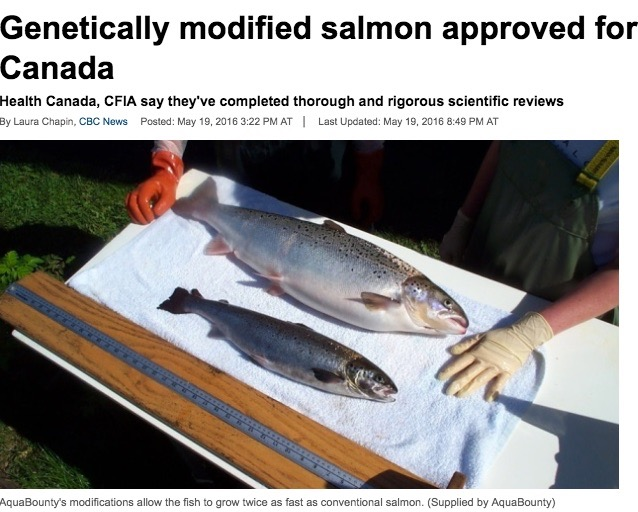 Genetically modified salmon approved for
Canada
Health Canada, CFIA say they've completed thorough and rigorous scientific reviews
By Laura Chapin, CBC News Posted: May 19, 2016 3:22 PM AT | Last Updated: May 19, 2016 8:49 PM AT
AquaBounty's modifications allow the fish to grow twice as fast as conventional salmon. (Supplied by AquaBounty)